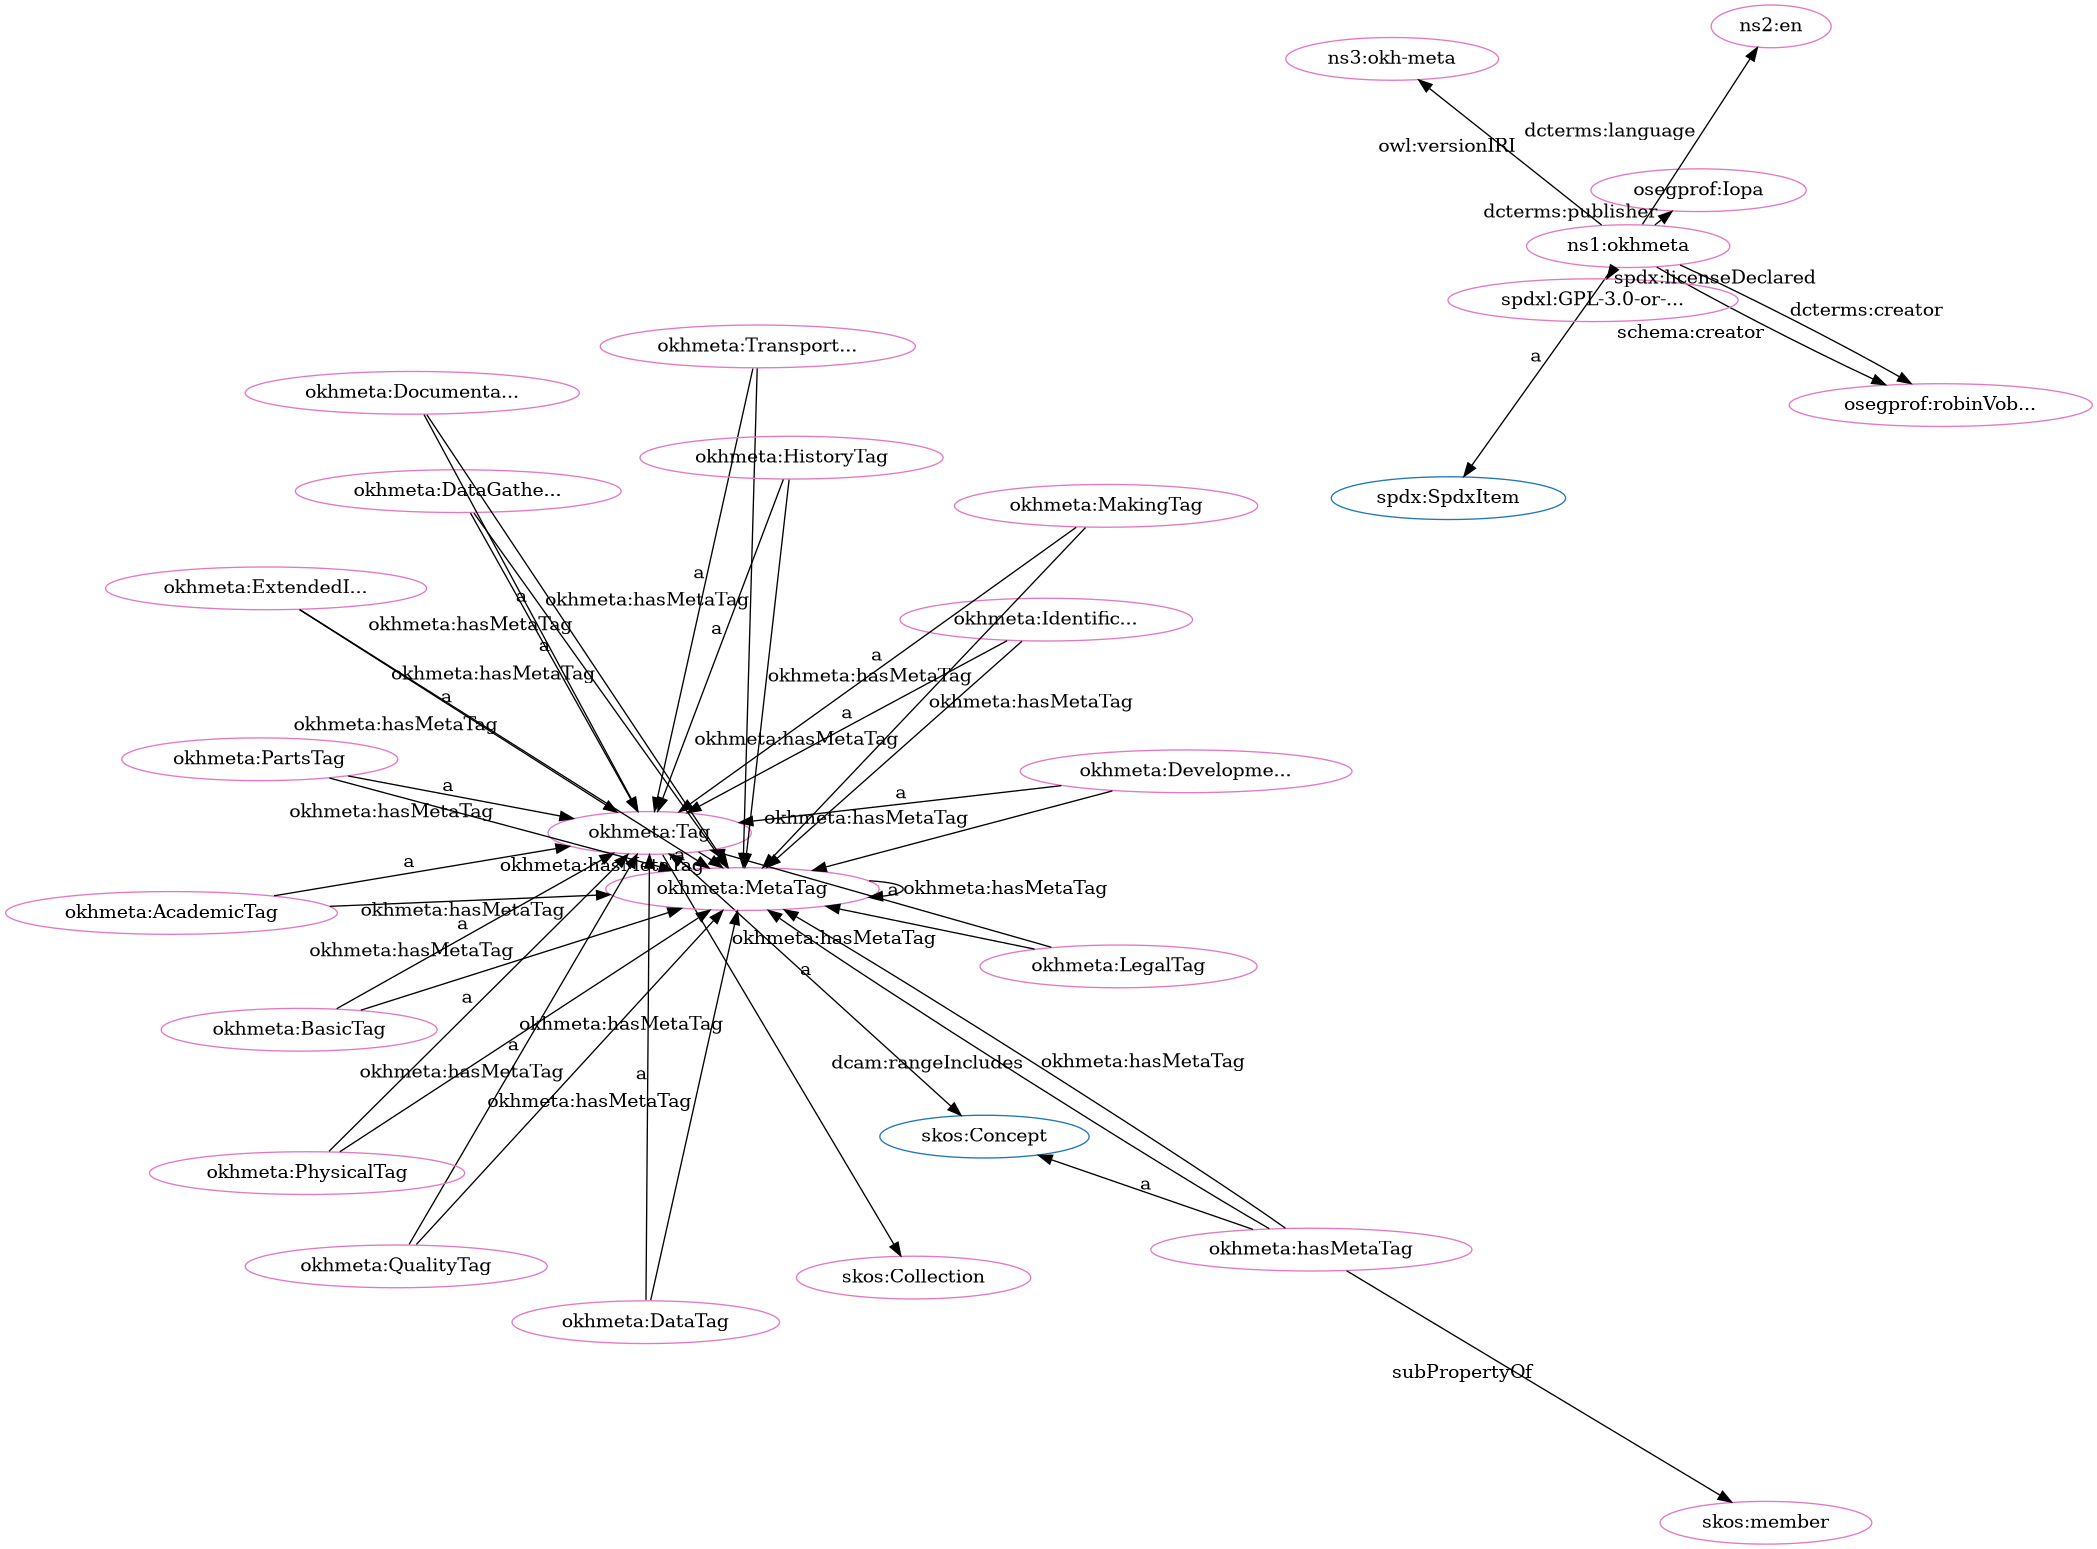 ns2:en
ns3:okh-meta
dcterms:language
owl:versionIRI
osegprof:Iopa
dcterms:publisher
ns1:okhmeta
spdx:licenseDeclared
spdxl:GPL-3.0-or-...
dcterms:creator
schema:creator
okhmeta:Transport...
a
okhmeta:Documenta...
osegprof:robinVob...
okhmeta:HistoryTag
okhmeta:DataGathe...
spdx:SpdxItem
okhmeta:MakingTag
a
okhmeta:ExtendedI...
a
okhmeta:hasMetaTag
okhmeta:Identific...
okhmeta:hasMetaTag
a
a
a
okhmeta:hasMetaTag
okhmeta:hasMetaTag
a
okhmeta:hasMetaTag
a
okhmeta:hasMetaTag
okhmeta:hasMetaTag
okhmeta:PartsTag
okhmeta:Developme...
a
a
okhmeta:hasMetaTag
okhmeta:hasMetaTag
okhmeta:Tag
a
a
okhmeta:hasMetaTag
okhmeta:MetaTag
a
okhmeta:hasMetaTag
okhmeta:AcademicTag
okhmeta:hasMetaTag
a
okhmeta:hasMetaTag
okhmeta:hasMetaTag
okhmeta:LegalTag
a
a
okhmeta:BasicTag
okhmeta:hasMetaTag
a
dcam:rangeIncludes
okhmeta:hasMetaTag
okhmeta:hasMetaTag
a
okhmeta:hasMetaTag
skos:Concept
okhmeta:PhysicalTag
a
okhmeta:hasMetaTag
okhmeta:QualityTag
skos:Collection
okhmeta:DataTag
subPropertyOf
skos:member